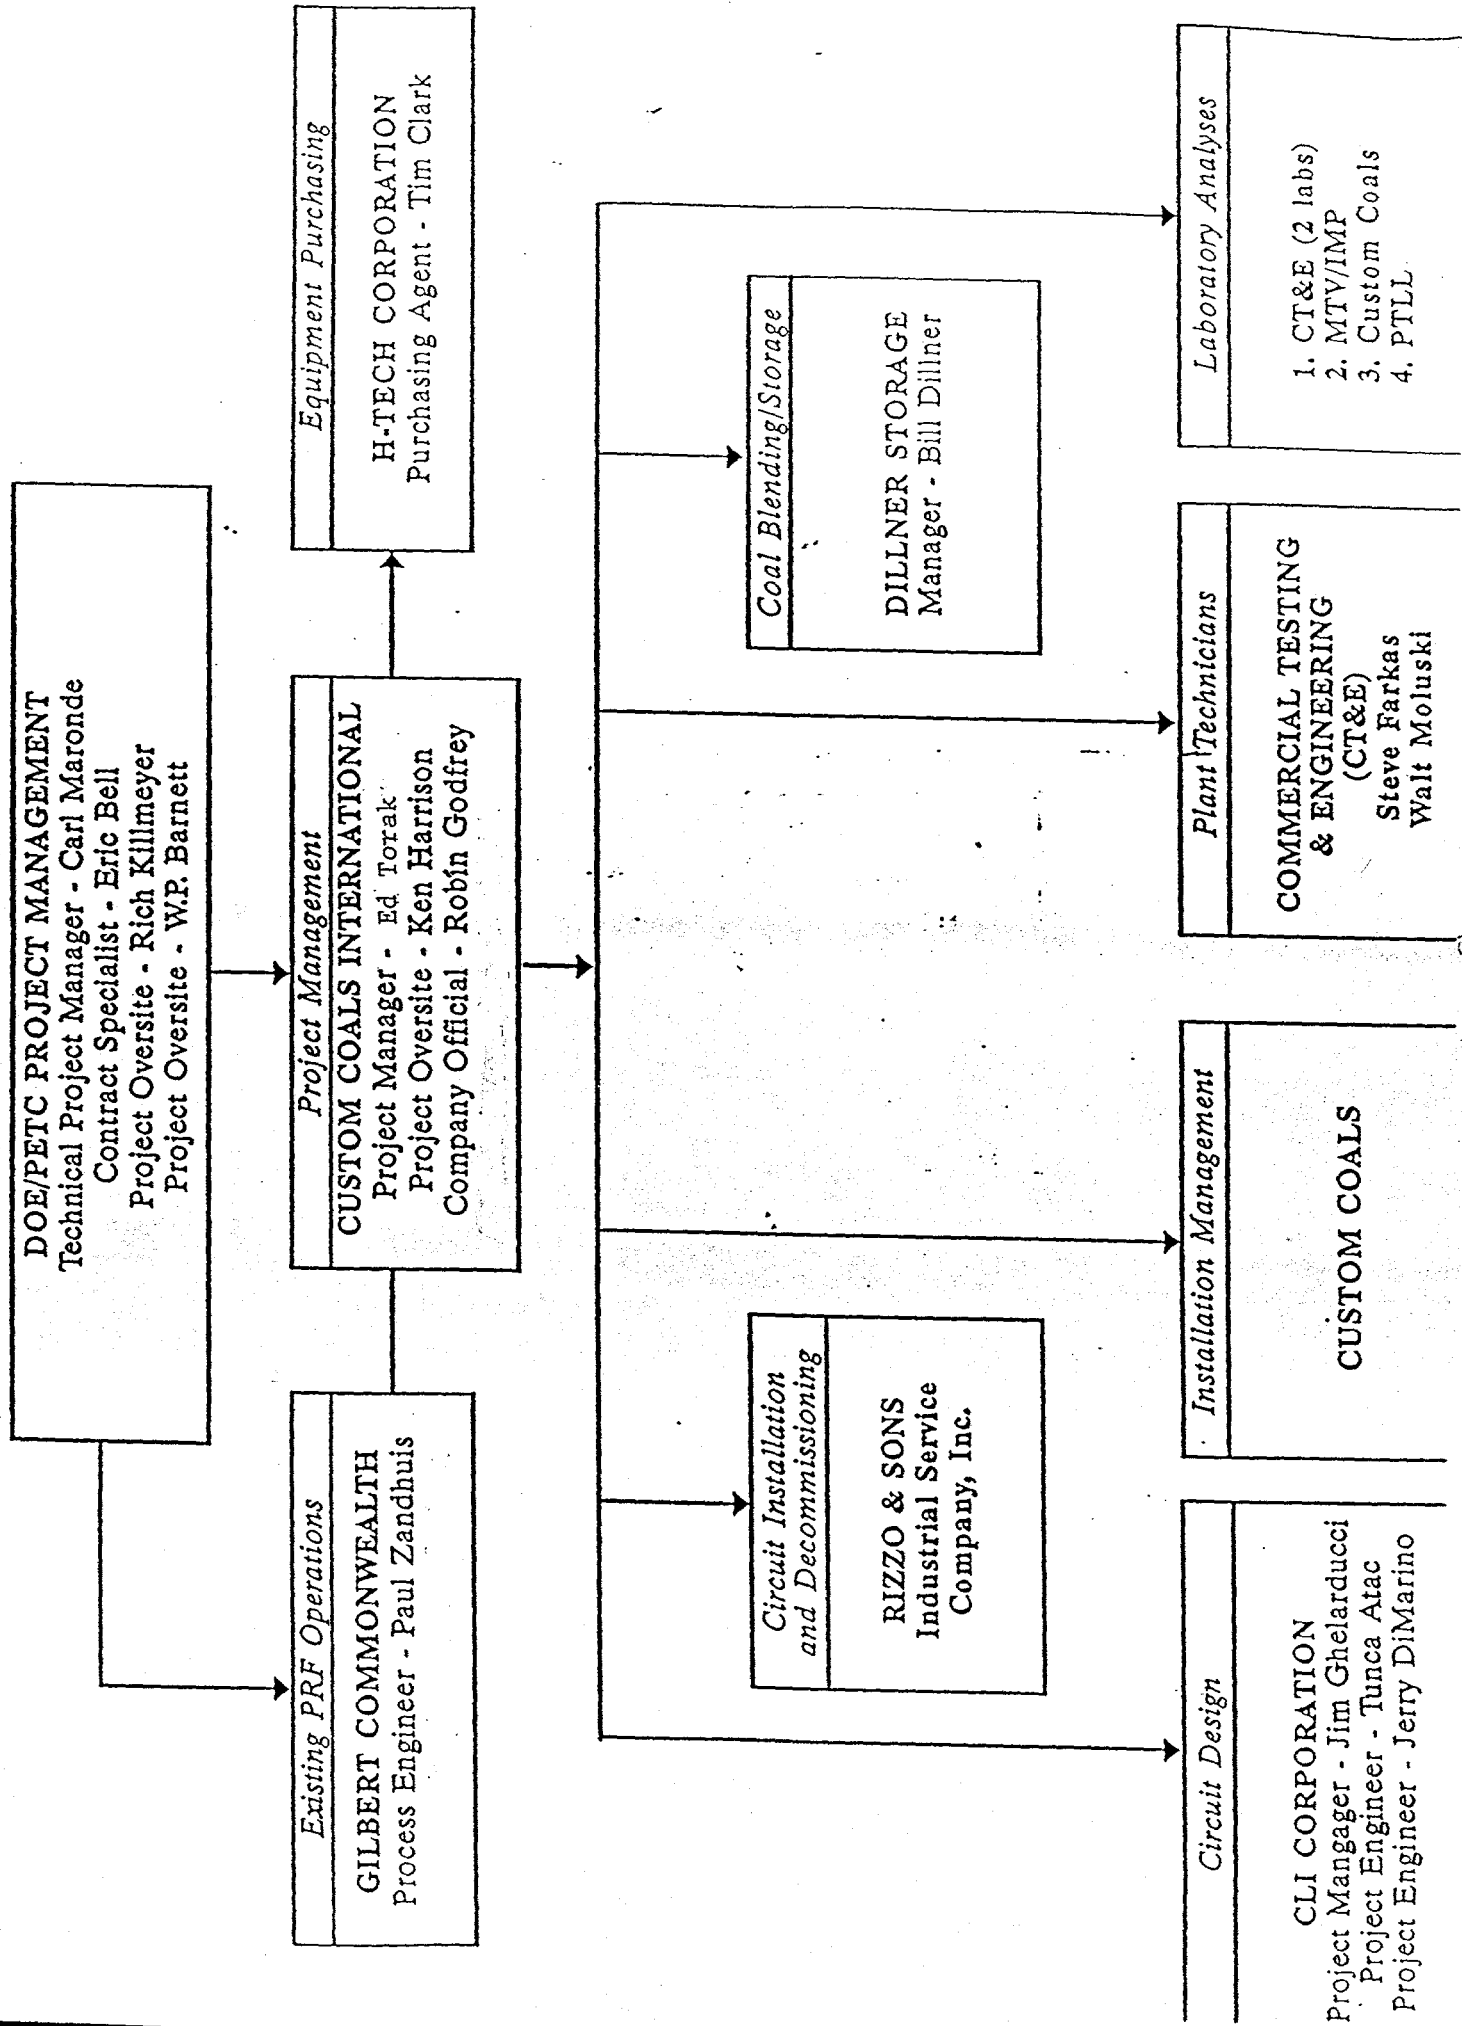 DOE/PETC PROJECT MANAGEMENT
Technical Project Manager - Carl Maronde
Contract Specialist - Eric Bell
Project Oversite - Rich Killmeyer
Project Oversite - W.P. Barnett
Existing PRF Operations
GILBERT COMMONWEALTH
Process Engineer - Paul Zandhuis
Project Management
CUSTOM COALS INTERNATIONAL
Project Manager - Ed Torak
Project Oversite - Ken Harrison
Company Official - Robin Godfrey
Equipment Purchasing
H-TECH CORPORATION
Purchasing Agent - Tim Clark
Circuit Installation
and Decommissioning
RIZZO & SONS
Industrial Service
Company, Inc.
Coal Blending/Storage
DILLNER STORAGE
Manager - Bill Dillner
Circuit Design
CLI CORPORATION
Project Mangager - Jim Ghelarducci
Project Engineer - Tunca Atac
Project Engineer - Jerry DiMarino
Installation Management
CUSTOM COALS
Plant Technicians
COMMERCIAL TESTING
& ENGINEERING
(CT&E)
Steve Farkas
Walt Moluski
Laboratory Analyses
1. CT&E (2 labs)
2. MTV/IMP
3. Custom Coals
4. PTLL